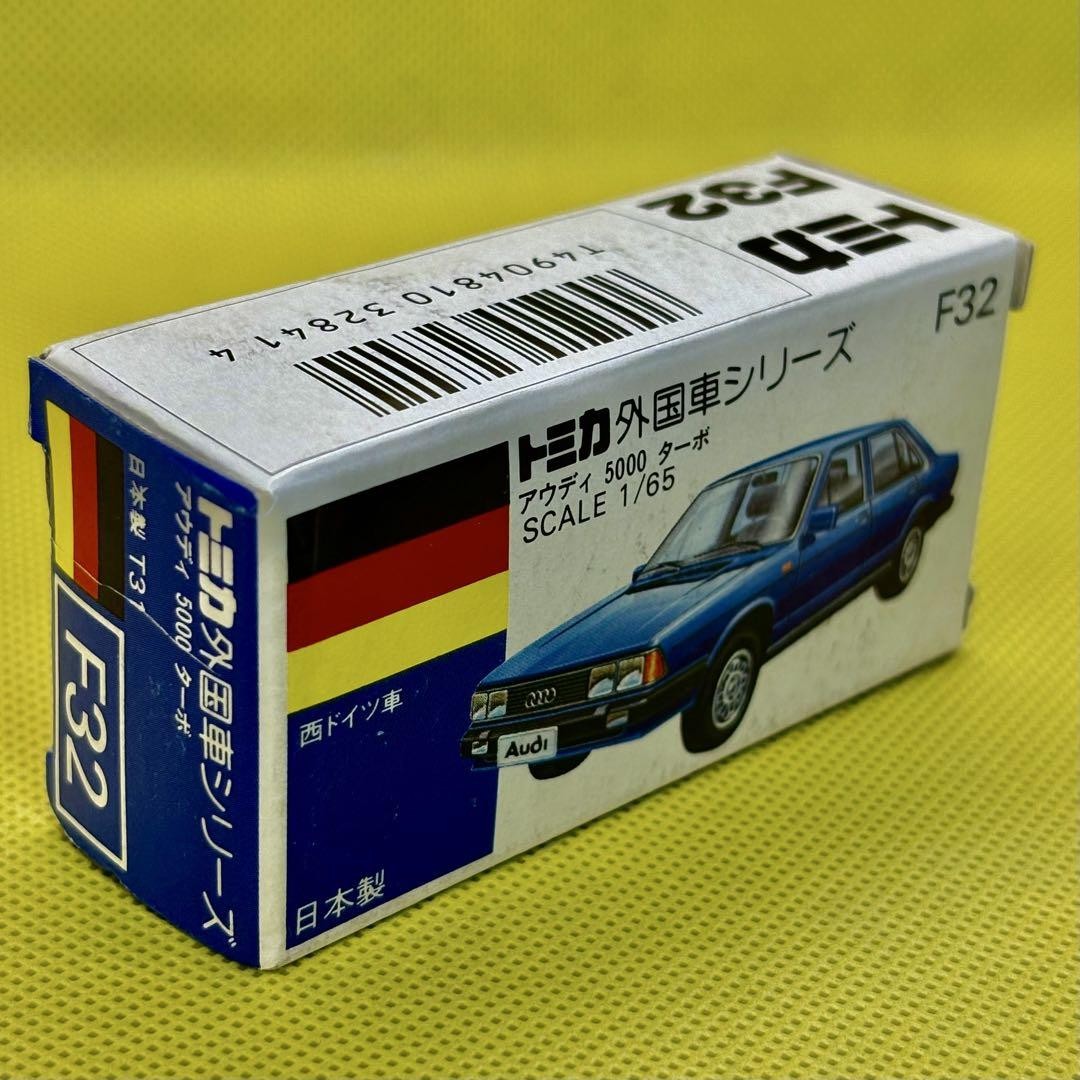 トミカ
F32
T4904810 32841 4
トミカ外国車シリーズ
F32
アウディ 5000 ターボ
SCALE 1/65
西ドイツ車
日本製
Audi
トミカ外国車シリーズ
アウディ 5000 ターボ
日本製 T31
F32